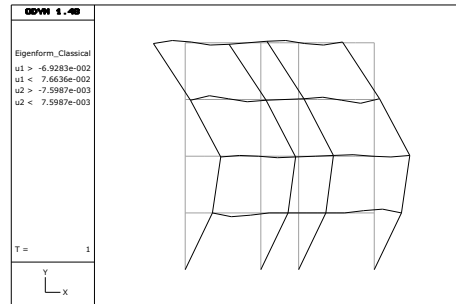 ODYN 1.40
Eigenform_Classical
u1 > -6.9283e-002
u1 < 7.6636e-002
u2 > -7.5987e-003
u2 < 7.5987e-003
T = 1
Y
X